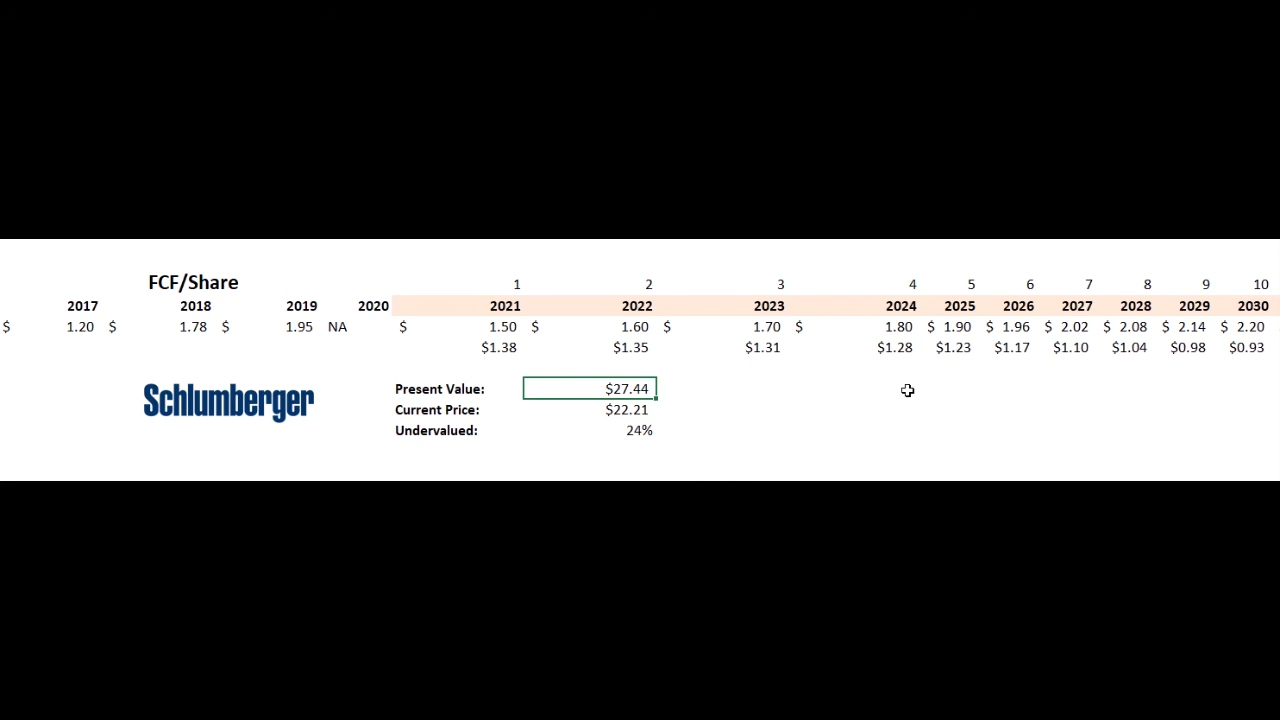 FCF/Share 1 2 3 4 5 6 7 8 9 10
2017 2018 2019 2020 2021 2022 2023 2024 2025 2026 2027 2028 2029 2030
$ 1.20 $ 1.78 $ 1.95 NA $ 1.50 $ 1.60 $ 1.70 $ 1.80 $ 1.90 $ 1.96 $ 2.02 $ 2.08 $ 2.14 $ 2.20
$1.38 $1.35 $1.31 $1.28 $1.23 $1.17 $1.10 $1.04 $0.98 $0.93
Schlumberger
Present Value: $27.44
Current Price: $22.21
Undervalued: 24%